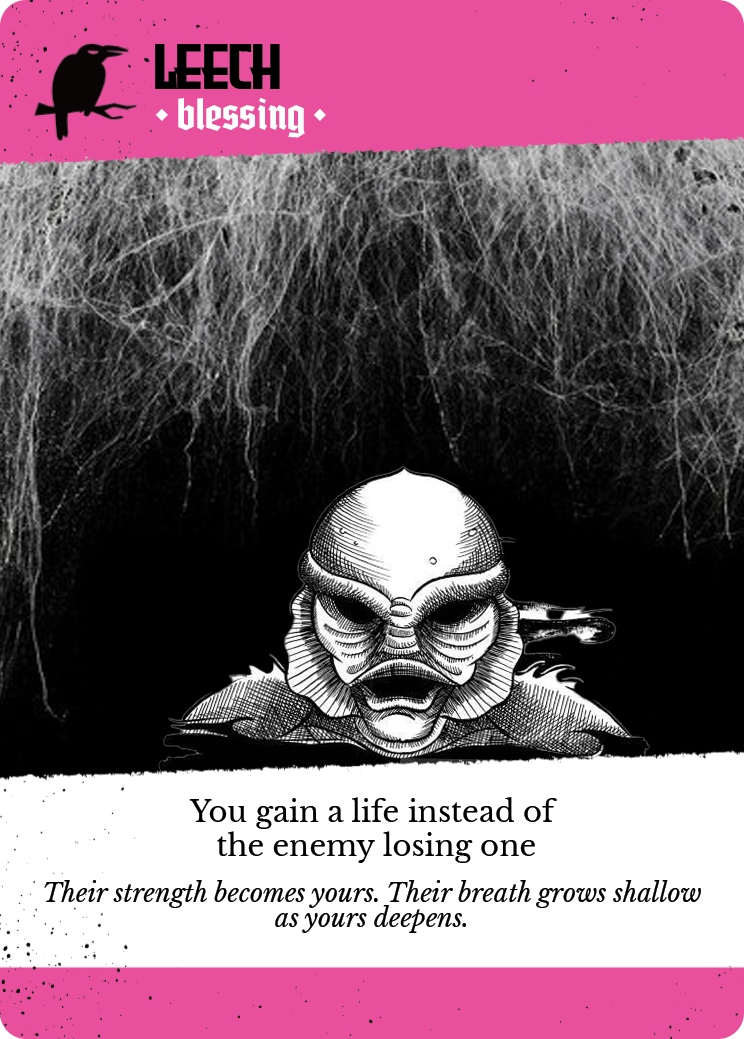 LEECH
• blessing •
You gain a life instead of
the enemy losing one
Their strength becomes yours. Their breath grows shallow
as yours deepens.